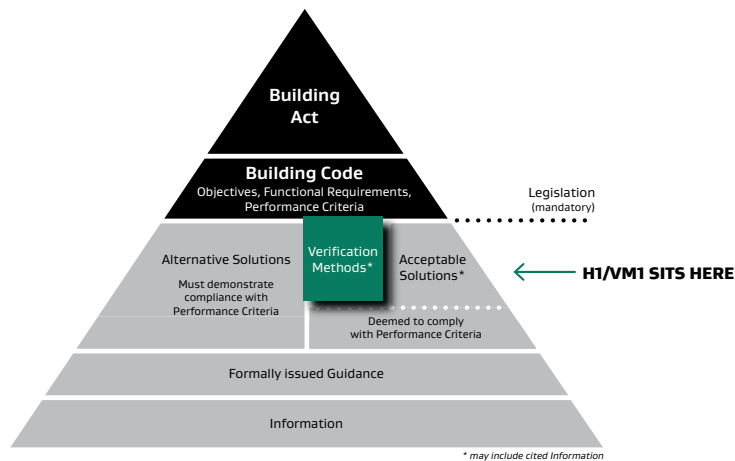 Building
Act
Building Code
Objectives, Functional Requirements,
Performance Criteria
Legislation
(mandatory)
Alternative Solutions
Must demonstrate
compliance with
Performance Criteria
Verification
Methods*
Acceptable
Solutions*
H1/VM1 SITS HERE
Deemed to comply
with Performance Criteria
Formally issued Guidance
Information
* may include cited Information